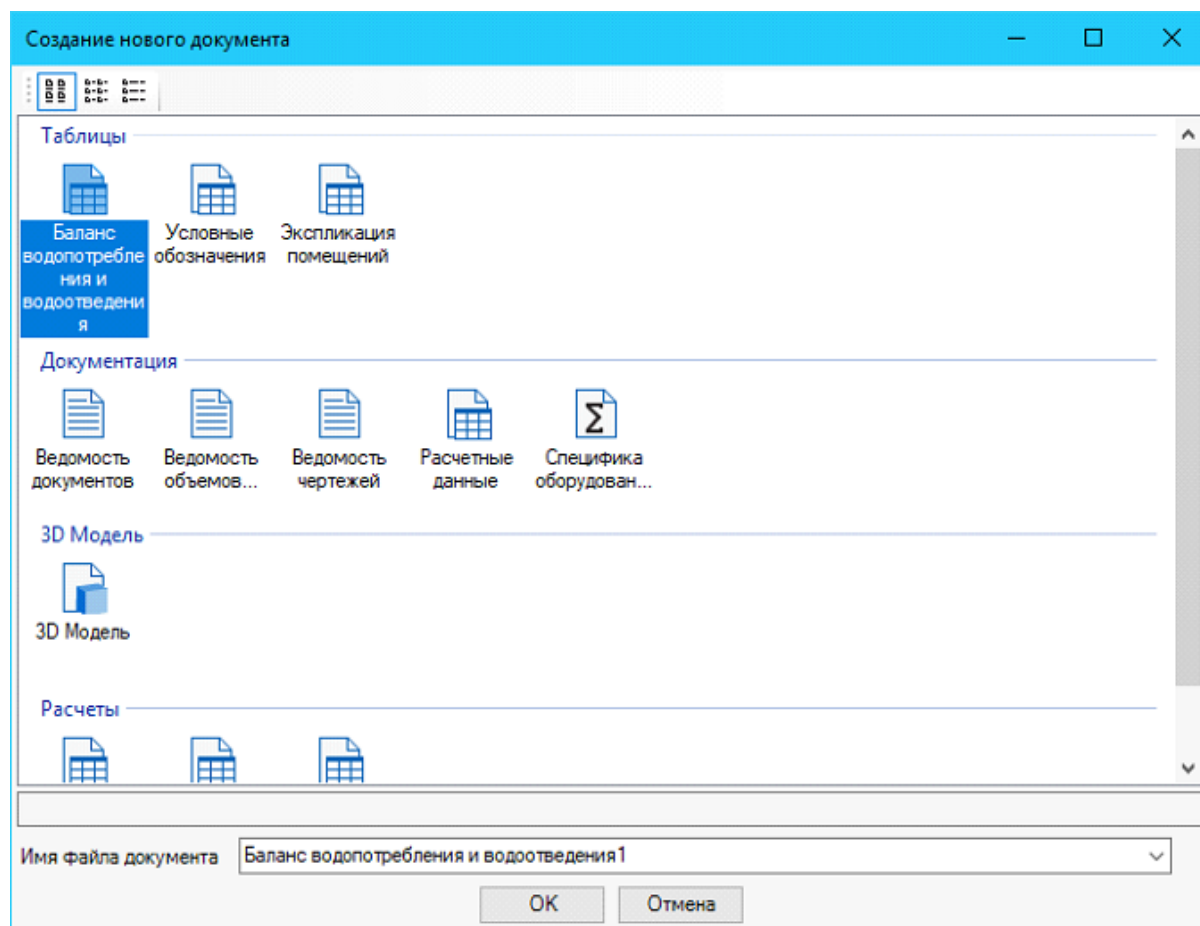 Создание нового документа
Таблицы
Баланс
водопотребле
ния и
водоотведени
я
Условные
обозначения
Экспликация
помещений
Документация
Ведомость
документов
Ведомость
объемов...
Ведомость
чертежей
Расчетные
данные
Специфика
оборудован...
3D Модель
3D Модель
Расчеты
Имя файла документа
Баланс водопотребления и водоотведения1
OK
Отмена